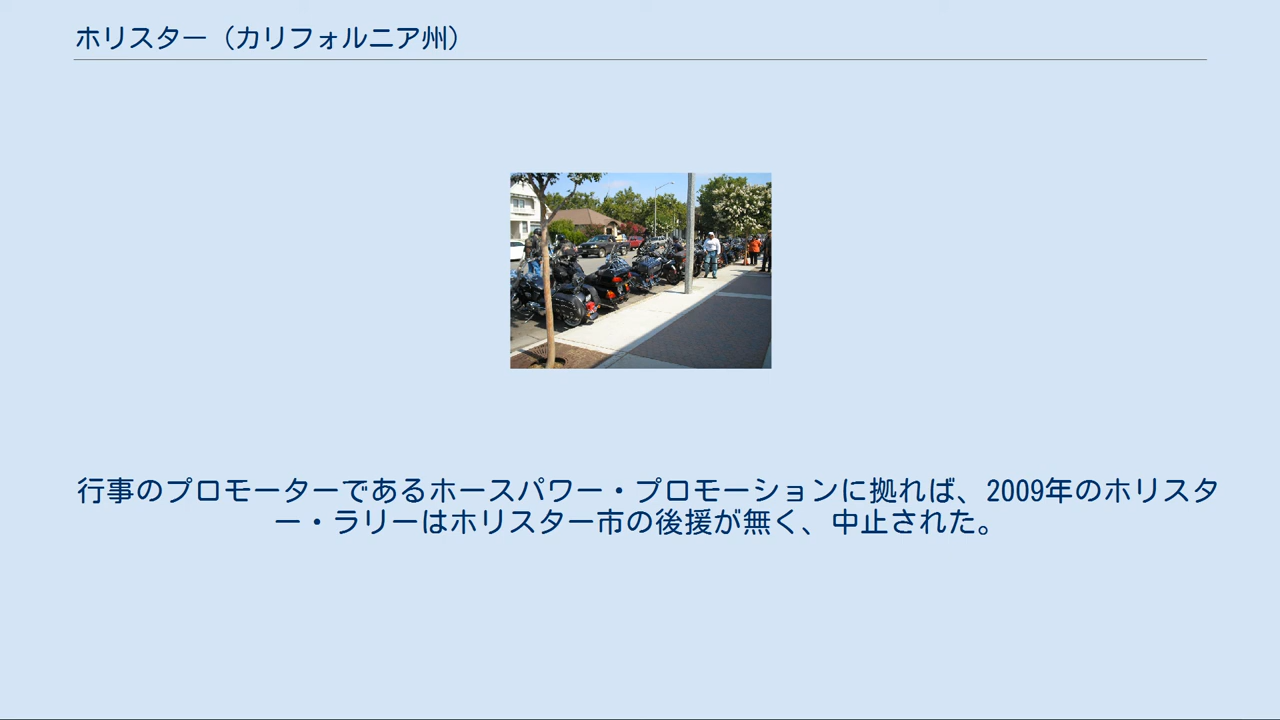 ホリスター（カリフォルニア州）
行事のプロモーターであるホースパワー・プロモーションに拠れば、2009年のホリスタ
ー・ラリーはホリスター市の後援が無く、中止された。